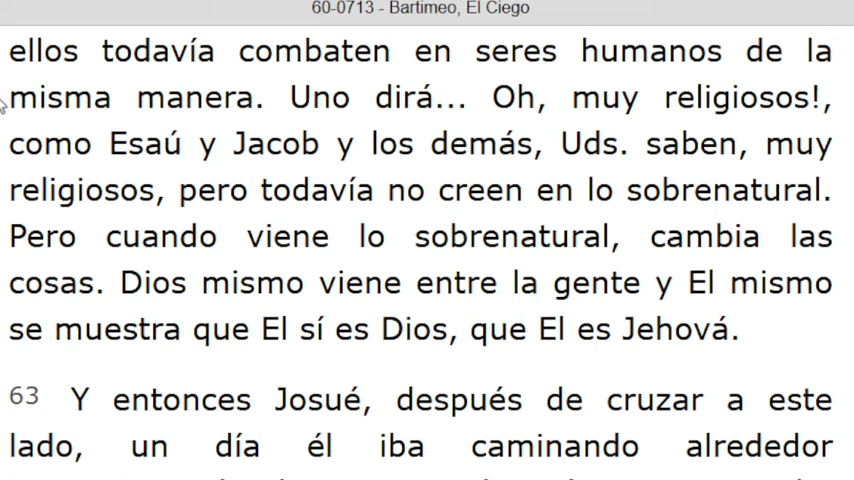 60-0713 - Bartimeo, El Ciego
ellos todavía combaten en seres humanos de la
misma manera. Uno dirá... Oh, muy religiosos!,
como Esaú y Jacob y los demás, Uds. saben, muy
religiosos, pero todavía no creen en lo sobrenatural.
Pero cuando viene lo sobrenatural, cambia las
cosas. Dios mismo viene entre la gente y El mismo
se muestra que El sí es Dios, que El es Jehová.
63 Y entonces Josué, después de cruzar a este
lado, un día él iba caminando alrededor